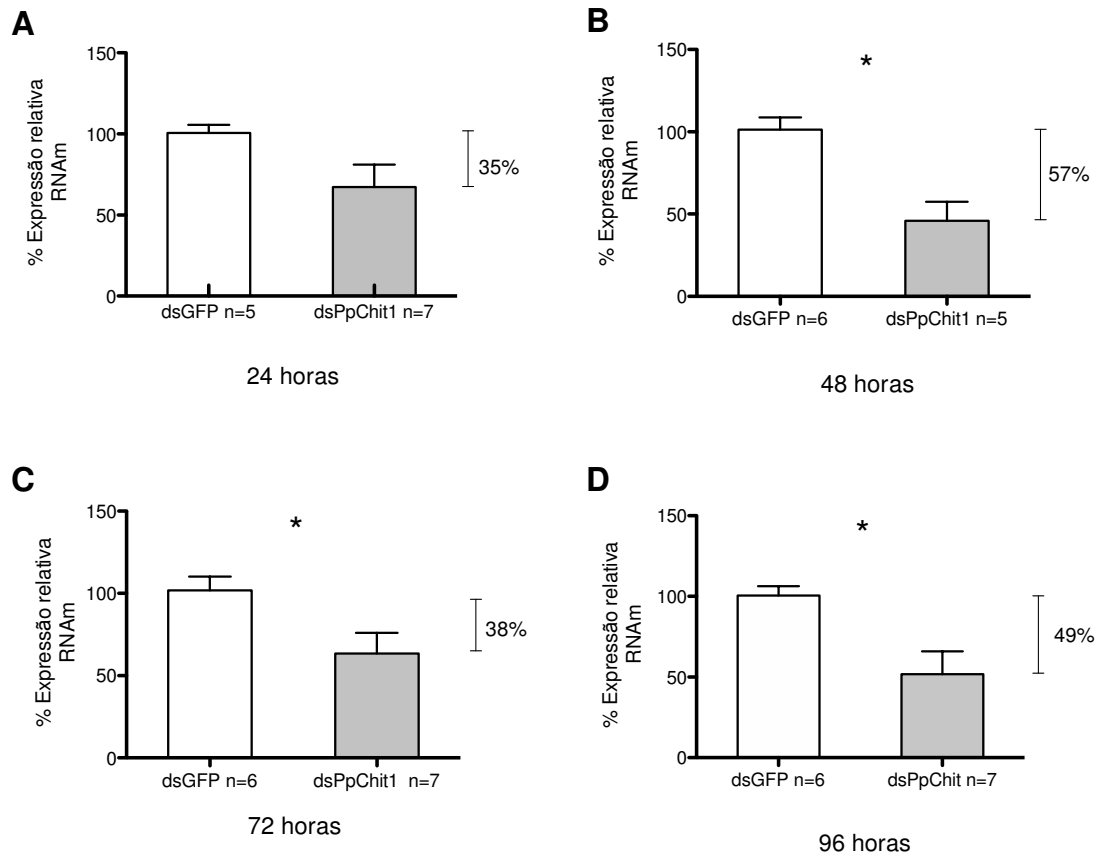 A
% Expressão relativa
RNAm
150
100
50
0
35%
dsGFP n=5 dsPpChit1 n=7
24 horas
B
% Expressão relativa
RNAm
150
100
50
0
*
57%
dsGFP n=6 dsPpChit1 n=5
48 horas
C
% Expressão relativa
RNAm
150
100
50
0
*
38%
dsGFP n=6 dsPpChit1 n=7
72 horas
D
% Expressão relativa
RNAm
150
100
50
0
*
49%
dsGFP n=6 dsPpChit n=7
96 horas